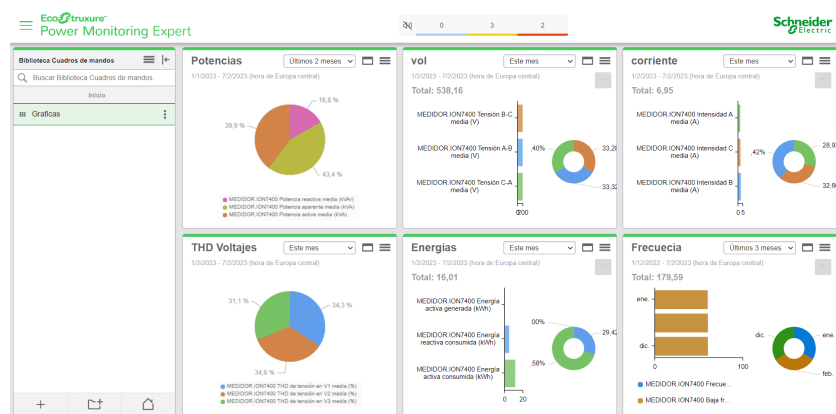 EcoStruxure™
Power Monitoring Expert
0
3
2
Schneider
Electric
Biblioteca Cuadros de mandos
Buscar Biblioteca Cuadros de mandos.
Inicio
Graficas
Potencias
Últimos 2 meses
1/1/2023 - 7/2/2023 (hora de Europa central)
16,8 %
39,9 %
43,4 %
MEDIDOR.ION7400 Potencia reactiva media (kVAr)
MEDIDOR.ION7400 Potencia aparente media (kVA)
MEDIDOR.ION7400 Potencia activa media (kVA)
vol
Este mes
1/2/2023 - 7/2/2023 (hora de Europa central)
Total: 538,16
MEDIDOR.ION7400 Tensión B-C
media (V)
MEDIDOR.ION7400 Tensión A-B
media (V)
MEDIDOR.ION7400 Tensión C-A
media (V)
0200
,40%
33,28
33,32
corriente
Este mes
1/2/2023 - 7/2/2023 (hora de Europa central)
Total: 6,95
MEDIDOR.ION7400 Intensidad A
media (A)
MEDIDOR.ION7400 Intensidad C
media (A)
MEDIDOR.ION7400 Intensidad B
media (A)
0 5
,42%
28,9
32,6
THD Voltajes
Este mes
1/2/2023 - 7/2/2023 (hora de Europa central)
31,1 %
34,3 %
34,6 %
MEDIDOR.ION7400 THD de tensión en V1 media (%)
MEDIDOR.ION7400 THD de tensión en V2 media (%)
MEDIDOR.ION7400 THD de tensión en V3 media (%)
Energias
Este mes
1/2/2023 - 7/2/2023 (hora de Europa central)
Total: 16,01
MEDIDOR.ION7400 Energía
activa generada (kWh)
MEDIDOR.ION7400 Energía
reactiva consumida (kWh)
MEDIDOR.ION7400 Energía
activa consumida (kWh)
0 20
,00%
29,42
,58%
Frecuecia
Últimos 3 meses
1/12/2022 - 7/2/2023 (hora de Europa central)
Total: 179,59
ene.
dic.
0
100
dic.
ene.
feb.
MEDIDOR.ION7400 Frecue...
MEDIDOR.ION7400 Baja fr...